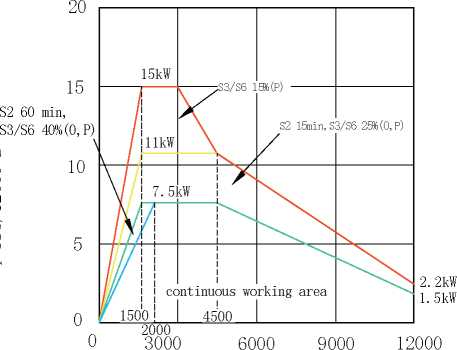 20
15
10
5
0
15kW
S3/S6 15%(P)
S2 60 min,
S3/S6 40%(O,P)
S2 15min,S3/S6 25%(O,P)
11kW
7.5kW
continuous working area
2.2kW
1.5kW
1500
2000
4500
0
3000
6000
9000
12000